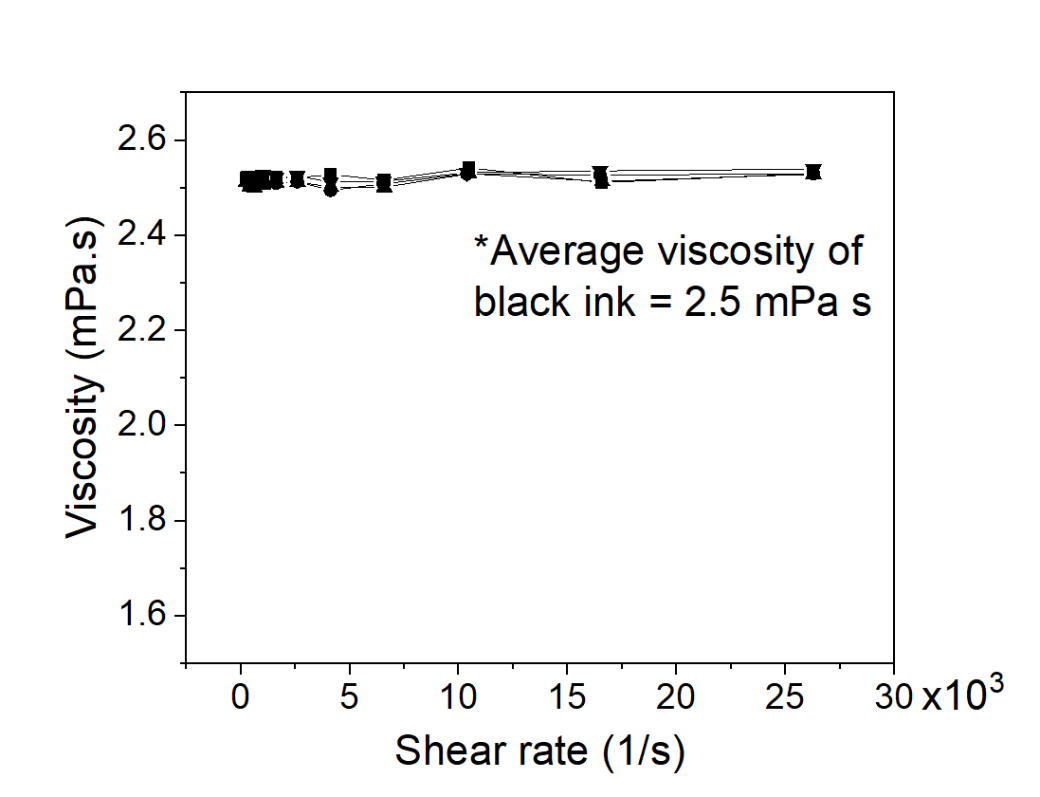 2.6
2.4
2.2
2.0
1.8
1.6
Viscosity (mPa.s)
*Average viscosity of
black ink = 2.5 mPa s
0 5 10 15 20 25 30 x10³
Shear rate (1/s)